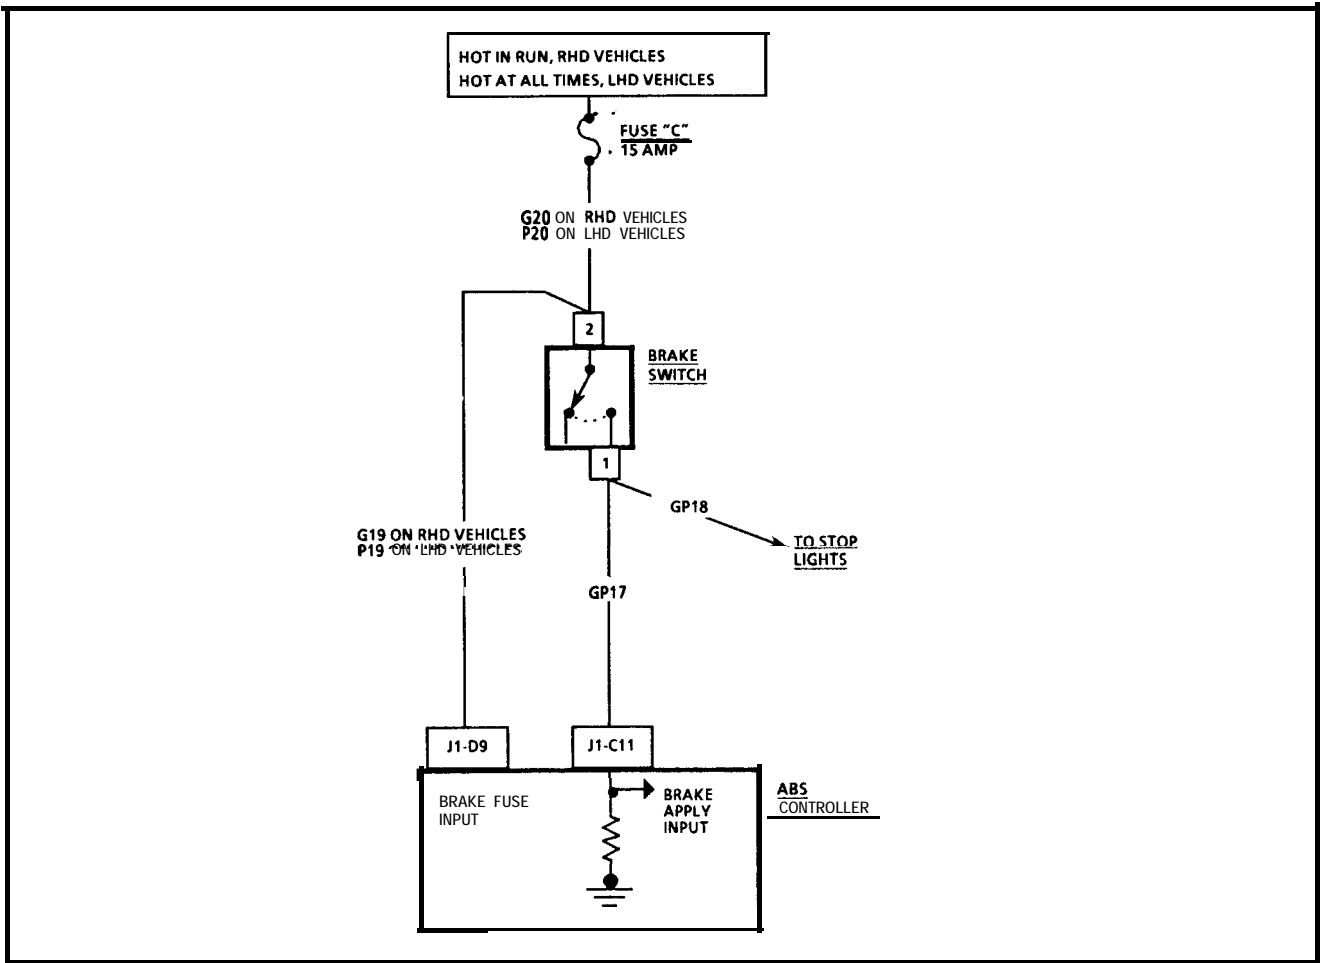 HOT IN RUN, RHD VEHICLES
HOT AT ALL TIMES, LHD VEHICLES
FUSE "C"
15 AMP
G20 ON RHD VEHICLES
P20 ON LHD VEHICLES
2
BRAKE
SWITCH
1
GP18
TO STOP
LIGHTS
G19 ON RHD VEHICLES
P19 ON LHD VEHICLES
GP17
J1-D9
J1-C11
BRAKE FUSE
INPUT
BRAKE
APPLY
INPUT
ABS
CONTROLLER